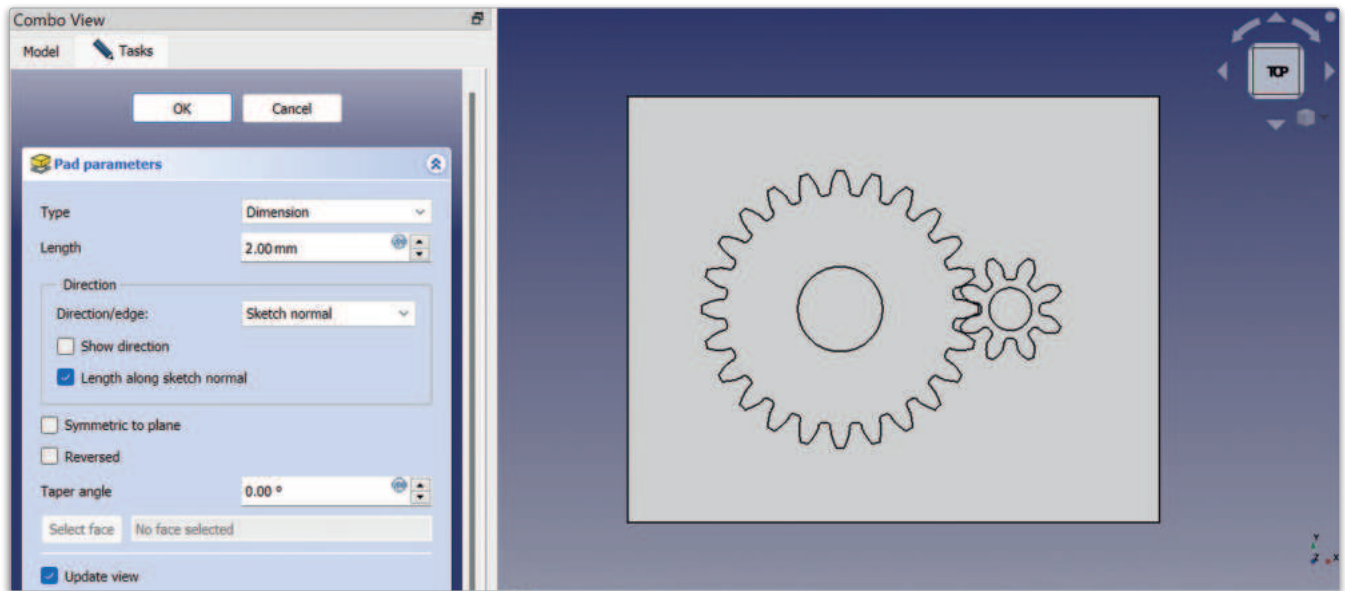 Combo View
Model Tasks
OK Cancel
Pad parameters
Type Dimension
Length 2.00 mm
Direction
Direction/edge: Sketch normal
Show direction
Length along sketch normal
Symmetric to plane
Reversed
Taper angle 0.00 °
Select face No face selected
Update view
TOP
Y
Z X